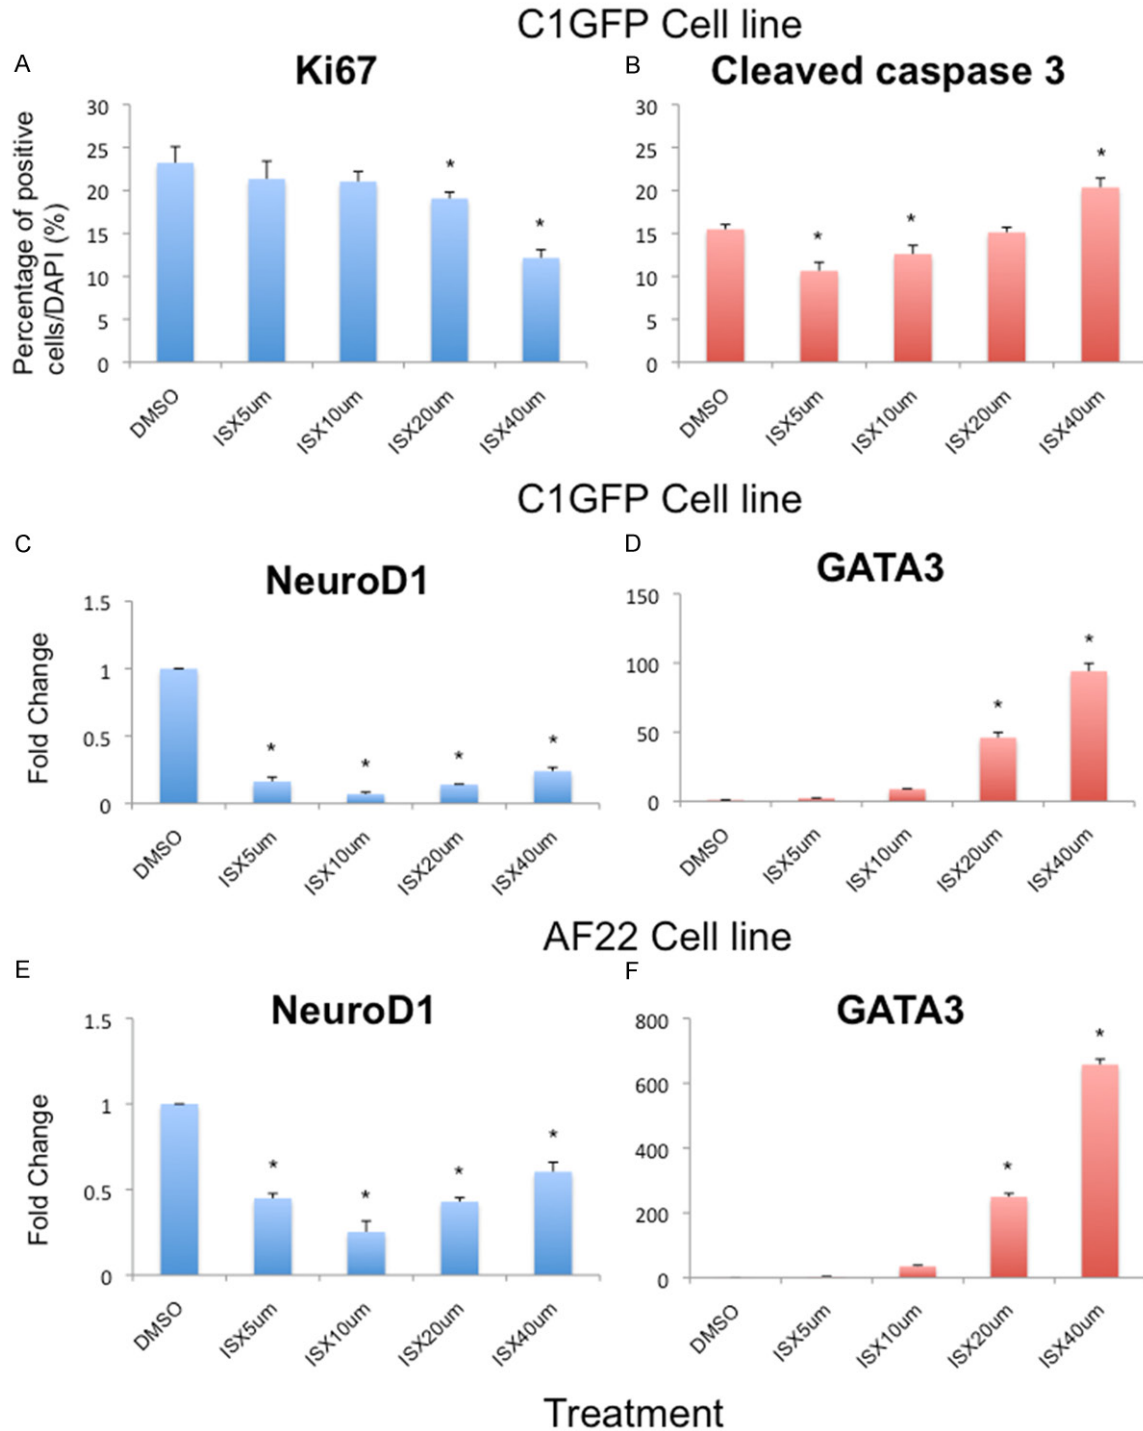 C1GFP Cell line
A
Ki67
B
Cleaved caspase 3
Percentage of positive
cells/DAPI (%)
30
25
20
15
10
5
0
*
*
DMSO
ISX5um
ISX10um
ISX20um
ISX40um
30
25
20
15
10
5
0
*
*
*
DMSO
ISX5um
ISX10um
ISX20um
ISX40um
C1GFP Cell line
C
NeuroD1
D
GATA3
Fold Change
1.5
1
0.5
0
*
*
*
*
DMSO
ISX5um
ISX10um
ISX20um
ISX40um
150
100
50
0
*
*
DMSO
ISX5um
ISX10um
ISX20um
ISX40um
AF22 Cell line
E
NeuroD1
F
GATA3
Fold Change
1.5
1
0.5
0
*
*
*
*
DMSO
ISX5um
ISX10um
ISX20um
ISX40um
800
600
400
200
0
*
*
DMSO
ISX5um
ISX10um
ISX20um
ISX40um
Treatment